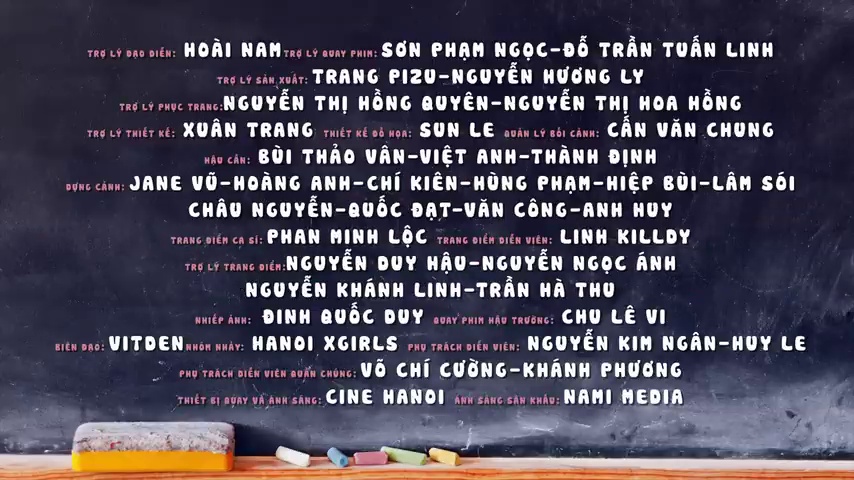 TRỢ LÝ ĐẠO DIỄN: HOÀI NAM TRỢ LÝ QUAY PHIM: SƠN PHẠM NGỌC-ĐỖ TRẦN TUẤN LINH
TRỢ LÝ SẢN XUẤT: TRANG PIZU-NGUYỄN HƯƠNG LY
TRỢ LÝ PHỤC TRANG: NGUYỄN THỊ HỒNG QUYÊN-NGUYỄN THỊ HOA HỒNG
TRỢ LÝ THIẾT KẾ: XUÂN TRANG THIẾT KẾ ĐỒ HỌA: SUN LE QUẢN LÝ BỐI CẢNH: CẤN VĂN CHUNG
HẬU CẦN: BÙI THẢO VÂN-VIỆT ANH-THÀNH ĐỊNH
DỰNG CẢNH: JANE VŨ-HOÀNG ANH-CHÍ KIÊN-HÙNG PHẠM-HIỆP BÙI-LÂM SÓI
CHÂU NGUYỄN-QUỐC ĐẠT-VĂN CÔNG-ANH HUY
TRANG ĐIỂM CA SĨ: PHAN MINH LỘC TRANG ĐIỂM DIỄN VIÊN: LINH KILLDY
TRỢ LÝ TRANG ĐIỂM: NGUYỄN DUY HẬU-NGUYỄN NGỌC ÁNH
NGUYỄN KHÁNH LINH-TRẦN HÀ THU
NHIẾP ẢNH: ĐINH QUỐC DUY QUAY PHIM HẬU TRƯỜNG: CHU LÊ VI
BIÊN ĐẠO: VITDEN NHÓM NHẢY: HANOI XGIRLS PHỤ TRÁCH DIỄN VIÊN: NGUYỄN KIM NGÂN-HUY LE
PHỤ TRÁCH DIỄN VIÊN QUẦN CHÚNG: VÕ CHÍ CƯỜNG-KHÁNH PHƯƠNG
THIẾT BỊ QUAY VÀ ÁNH SÁNG: CINE HANOI ÁNH SÁNG SÂN KHẤU: NAMI MEDIA